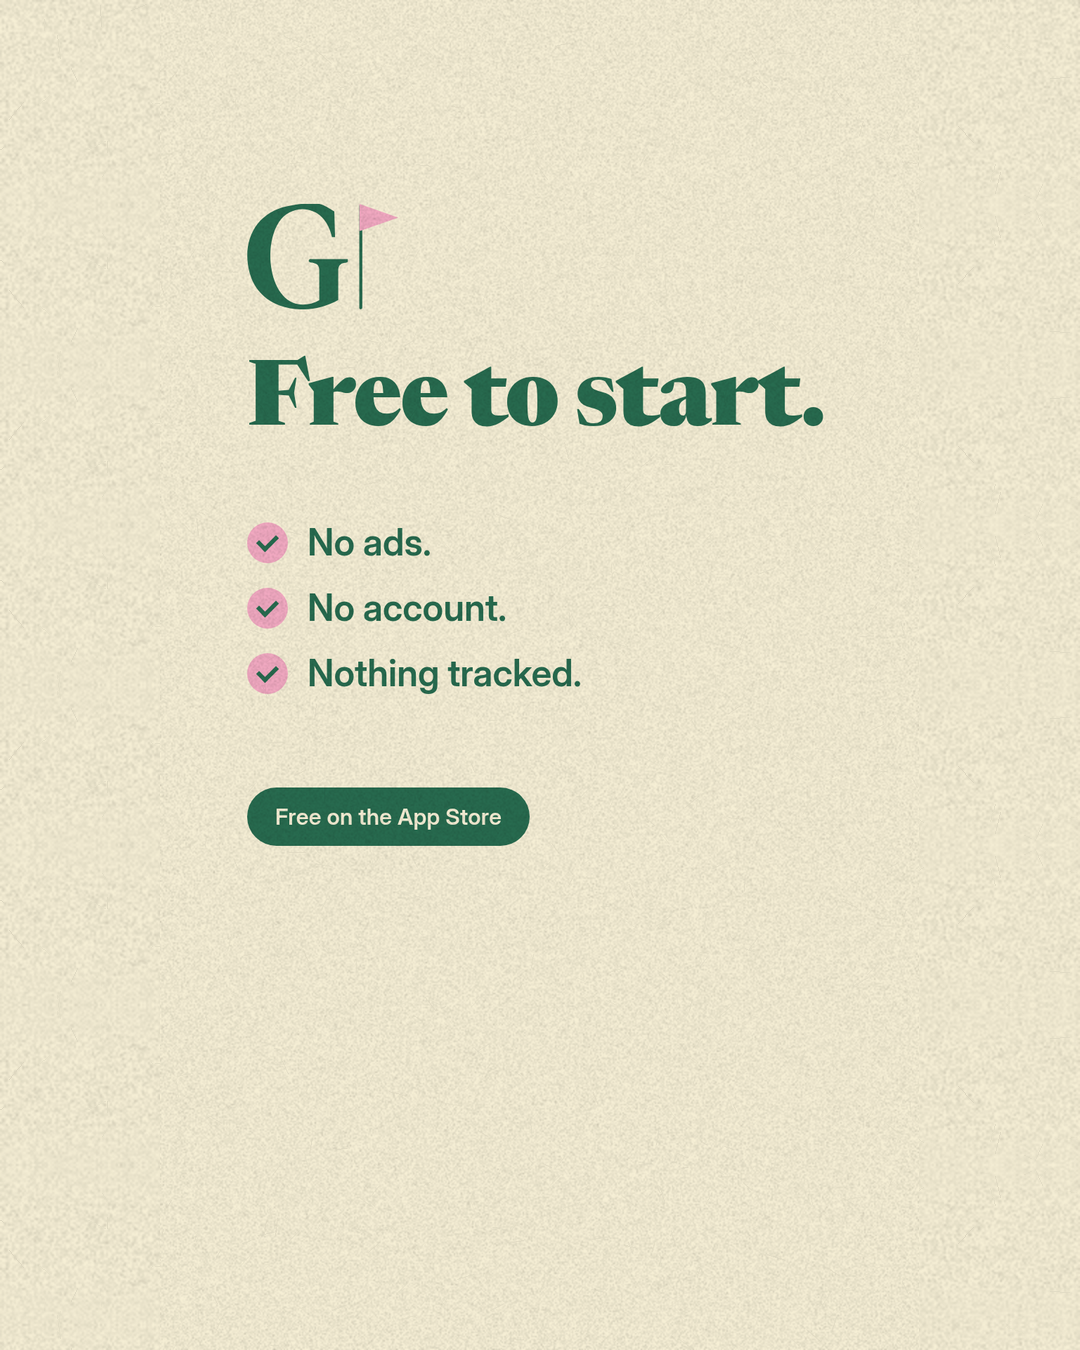 G
Free to start.
No ads.
No account.
Nothing tracked.
Free on the App Store